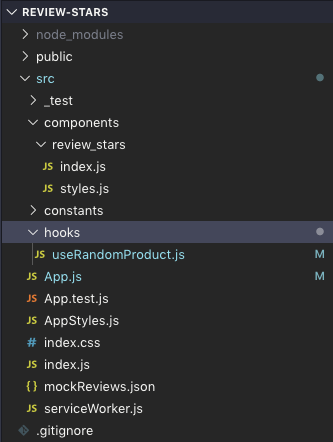 REVIEW-STARS
node_modules
public
src
_test
components
review_stars
JS index.js
JS styles.js
constants
hooks
JS useRandomProduct.js M
JS App.js M
JS App.test.js
JS AppStyles.js
# index.css
JS index.js
{} mockReviews.json
JS serviceWorker.js
.gitignore